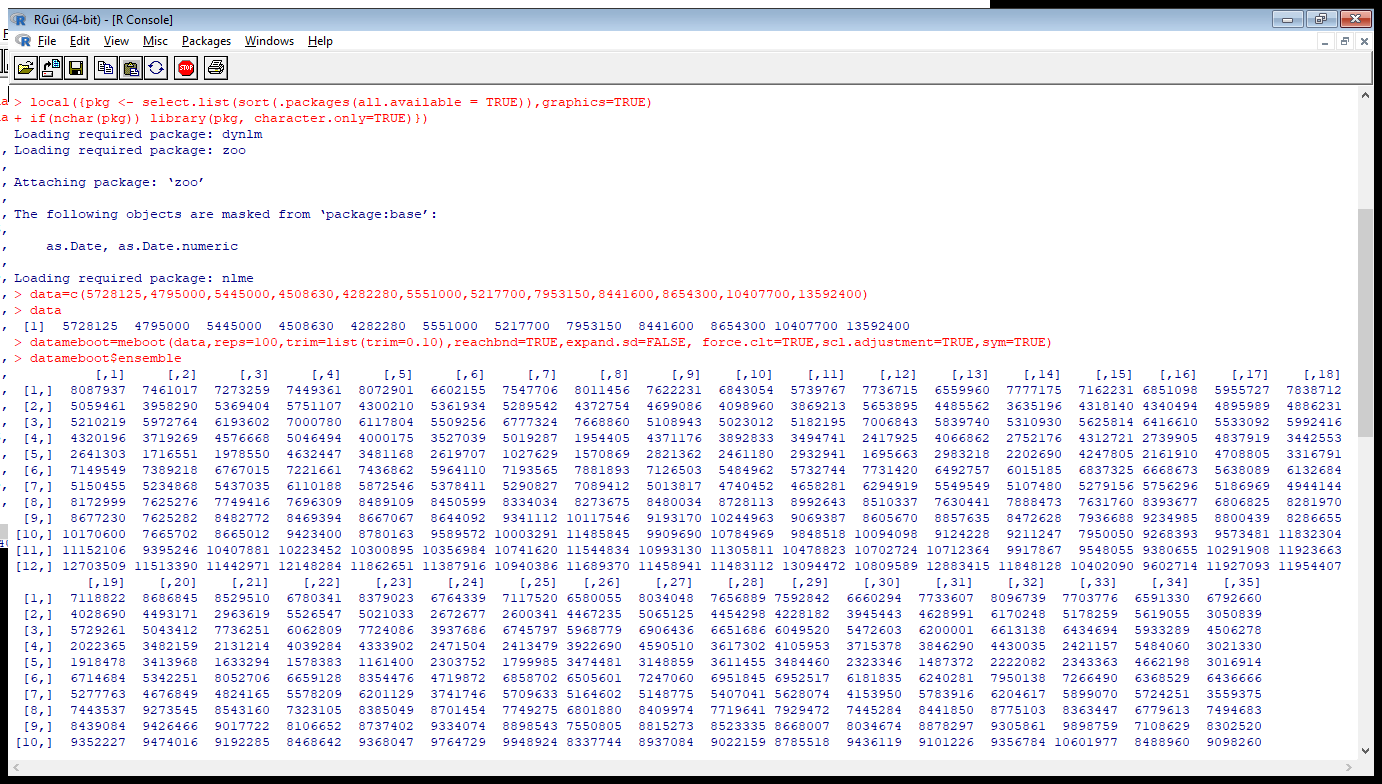 RGui (64-bit) - [R Console]
File Edit View Misc Packages Windows Help
STOP
> local({pkg <- select.list(sort(.packages(all.available = TRUE)),graphics=TRUE)
+ if(nchar(pkg)) library(pkg, character.only=TRUE)})
Loading required package: dynlm
Loading required package: zoo
Attaching package: ‘zoo’
The following objects are masked from ‘package:base’:
as.Date, as.Date.numeric
Loading required package: nlme
> data=c(5728125,4795000,5445000,4508630,4282280,5551000,5217700,7953150,8441600,8654300,10407700,13592400)
> data
[1] 5728125 4795000 5445000 4508630 4282280 5551000 5217700 7953150 8441600 8654300 10407700 13592400
> datameboot=meboot(data,reps=100,trim=list(trim=0.10),reachbnd=TRUE,expand.sd=FALSE, force.clt=TRUE,scl.adjustment=TRUE,sym=TRUE)
> datameboot$ensemble
[,1] [,2] [,3] [,4] [,5] [,6] [,7] [,8] [,9] [,10] [,11] [,12] [,13] [,14] [,15] [,16] [,17] [,18]
[1,] 8087937 7461017 7273259 7449361 8072901 6602155 7547706 8011456 7622231 6843054 5739767 7736715 6559960 7777175 7162231 6851098 5955727 7838712
[2,] 5059461 3958290 5369404 5751107 4300210 5361934 5289542 4372754 4699086 4098960 3869213 5653895 4485562 3635196 4318140 4340494 4895989 4886231
[3,] 5210219 5972764 6193602 7000780 6117804 5509256 6777324 7668860 5108943 5023012 5182195 7006843 5839740 5310930 5625814 6416610 5533092 5992416
[4,] 4320196 3719269 4576668 5046494 4000175 3527039 5019287 1954405 4371176 3892833 3494741 2417925 4066862 2752176 4312721 2739905 4837919 3442553
[5,] 2641303 1716551 1978550 4632447 3481168 2619707 1027629 1570869 2821362 2461180 2932941 1695663 2983218 2202690 4247805 2161910 4708805 3316791
[6,] 7149549 7389218 6767015 7221661 7436862 5964110 7193565 7881893 7126503 5484962 5732744 7731420 6492757 6015185 6837325 6668673 5638089 6132684
[7,] 5150455 5234868 5437035 6110188 5872546 5378411 5290827 7089412 5013817 4740452 4658281 6294919 5549549 5107480 5279156 5756296 5186969 4944144
[8,] 8172999 7625276 7749416 7696309 8489109 8450599 8334034 8273675 8480034 8728113 8992643 8510337 7630441 7888473 7631760 8393677 6806825 8281970
[9,] 8677230 7625282 8482772 8469394 8667067 8644092 9341112 10117546 9193170 10244963 9069387 8605670 8857635 8472628 7936688 9234985 8800439 8286655
[10,] 10170600 7665702 8665012 9423400 8780163 9589572 10003291 11485845 9909690 10784969 9848518 10094098 9124228 9211247 7950050 9268393 9573481 11832304
[11,] 11152106 9395246 10407881 10223452 10300895 10356984 10741620 11544834 10993130 11305811 10478823 10702724 10712364 9917867 9548055 9380655 10291908 11923663
[12,] 12703509 11513390 11442971 12148284 11862651 11387916 10940386 11689370 11458941 11483112 13094472 10809589 12883415 11848128 10402090 9602714 11927093 11954407
[,19] [,20] [,21] [,22] [,23] [,24] [,25] [,26] [,27] [,28] [,29] [,30] [,31] [,32] [,33] [,34] [,35]
[1,] 7118822 8686845 8529510 6780341 8379023 6764339 7117520 6580055 8034048 7656889 7592842 6660294 7733607 8096739 7703776 6591330 6792660
[2,] 4028690 4493171 2963619 5526547 5021033 2672677 2600341 4467235 5065125 4454298 4228182 3945443 4628991 6170248 5178259 5619055 3050839
[3,] 5729261 5043412 7736251 6062809 7724086 3937686 6745797 5968779 6906436 6651686 6049520 5472603 6200001 6613138 6434694 5933289 4506278
[4,] 2022365 3482159 2131214 4039284 4333902 2471504 2413479 3922690 4590510 3617302 4105953 3715378 3846290 4430035 2421157 5484060 3021330
[5,] 1918478 3413968 1633294 1578383 1161400 2303752 1799985 3474481 3148859 3611455 3484460 2323346 1487372 2222082 2343363 4662198 3016914
[6,] 6714684 5342251 8052706 6659128 8354476 4719872 6858702 6505601 7247060 6951845 6952517 6181835 6240281 7950138 7266490 6368529 6436666
[7,] 5277763 4676849 4824165 5578209 6201129 3741746 5709633 5164602 5148775 5407041 5628074 4153950 5783916 6204617 5899070 5724251 3559375
[8,] 7443537 9273545 8543160 7323105 8385049 8701454 7749275 6801880 8409974 7719641 7929472 7445284 8441850 8775103 8363447 6779613 7494683
[9,] 8439084 9426466 9017722 8106652 8737402 9334074 8898543 7550805 8815273 8523335 8668007 8034674 8878297 9305861 9898759 7108629 8302520
[10,] 9352227 9474016 9192285 8468642 9368047 9764729 9948924 8337744 8937084 9022159 8785518 9436119 9101226 9356784 10601977 8488960 9098260